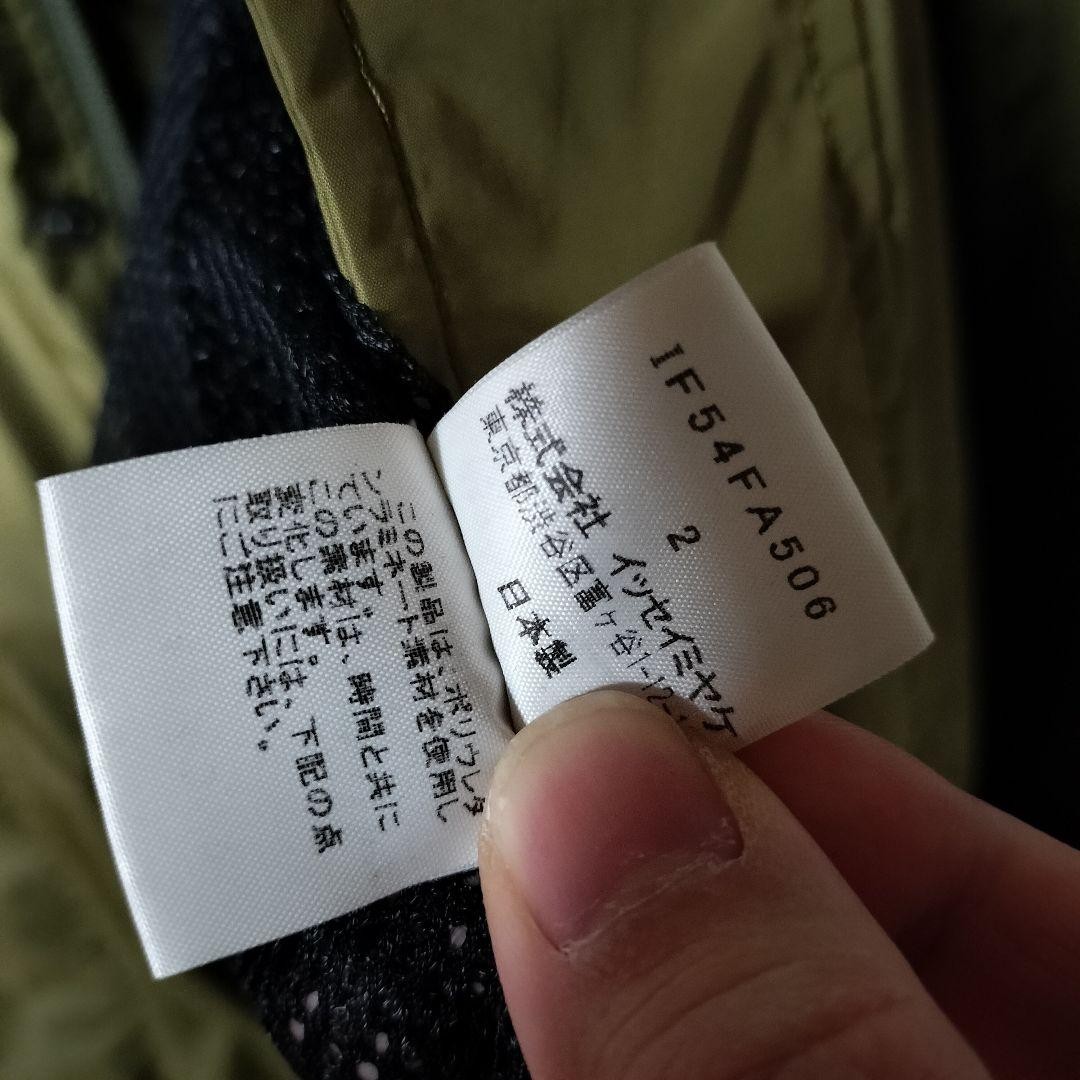 IF54FA506
2
株式会社 イッセイミヤケ
東京都渋谷区富ヶ谷1-12-
日本製
この製品は、ポリウレタ
ンラミネート素材を使用し
ています。
この素材は、時間と共に
変化します。
取り扱いには、下記の点
にご注意下さい。